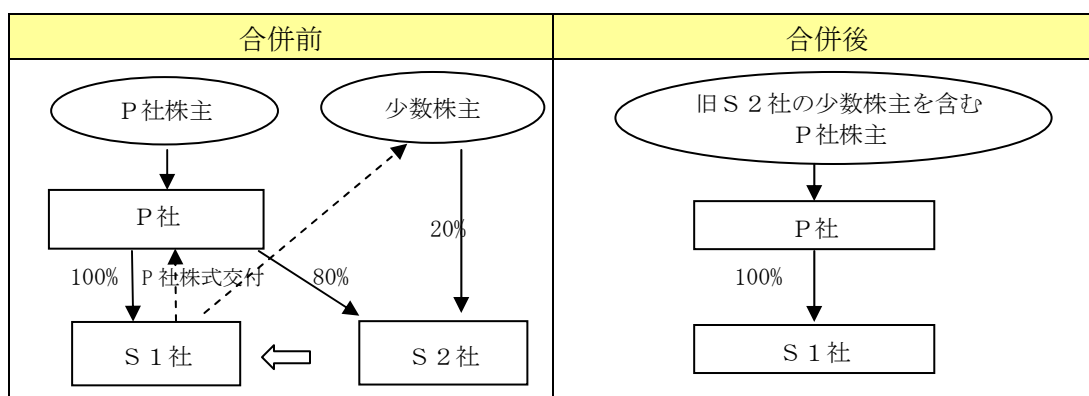 合併前
合併後
P社株主
少数株主
旧S2社の少数株主を含む
P社株主
P社
P社
20%
100%
P社株式交付
80%
100%
S1社
S2社
S1社